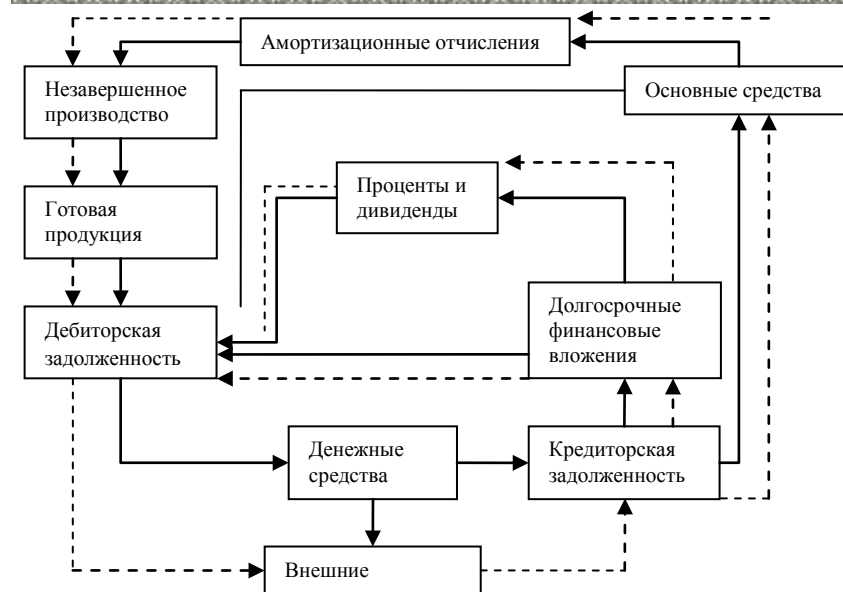 Амортизационные отчисления
Незавершенное
производство
Основные средства
Проценты и
дивиденды
Готовая
продукция
Долгосрочные
финансовые
вложения
Дебиторская
задолженность
Денежные
средства
Кредиторская
задолженность
Внешние